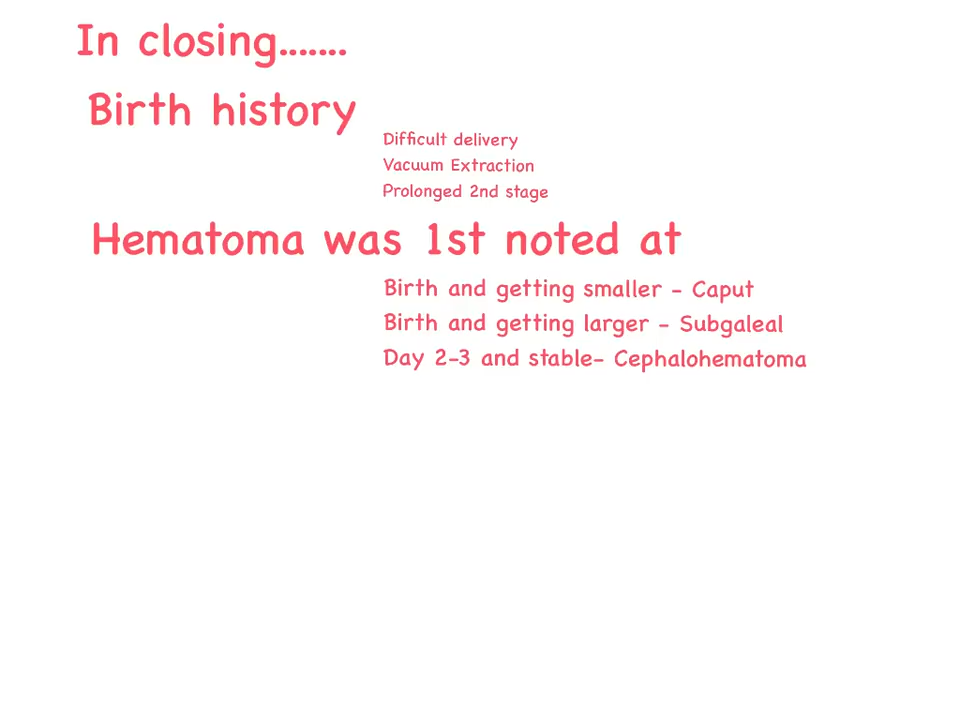 In closing.......
Birth history
Difficult delivery
Vacuum Extraction
Prolonged 2nd stage
Hematoma was 1st noted at
Birth and getting smaller - Caput
Birth and getting larger - Subgaleal
Day 2-3 and stable- Cephalohematoma